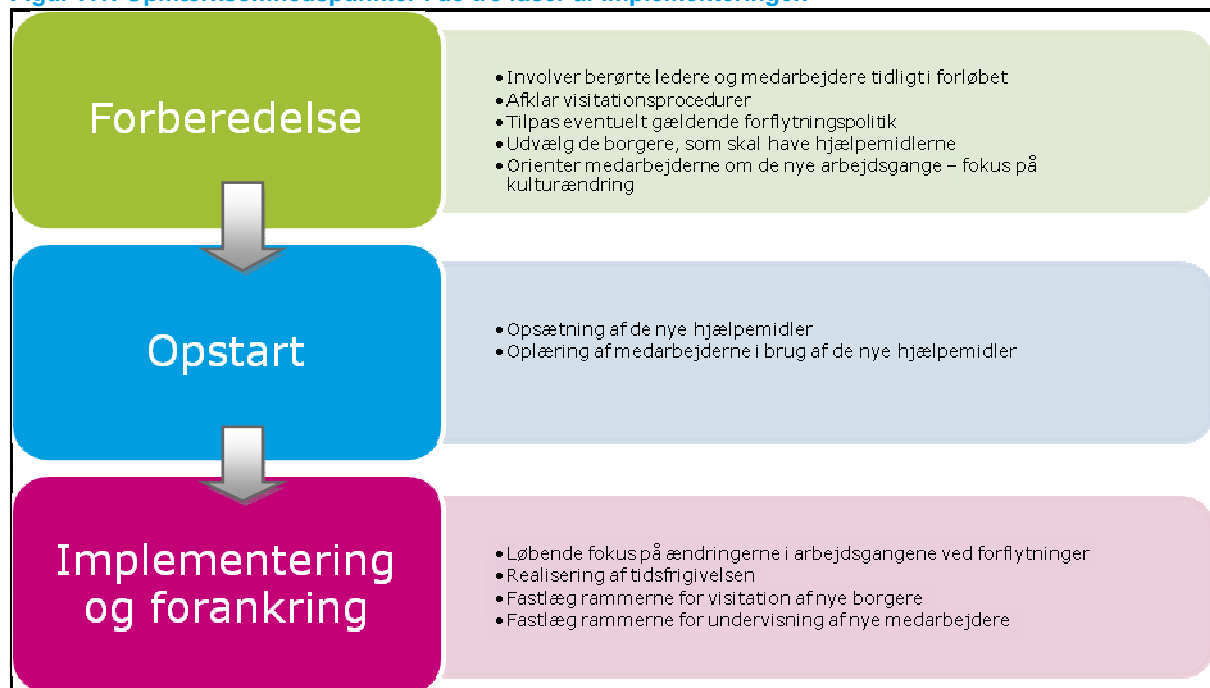 Forberedelse
• Involver berørte ledere og medarbejdere tidligt i forløbet
• Afklar visitationsprocedurer
• Tilpas eventuelt gældende forflytningspolitik
• Udvælg de borgere, som skal have hjælpemidlerne
• Orienter medarbejderne om de nye arbejdsgange – fokus på
kulturændring
Opstart
• Opsætning af de nye hjælpemidler
• Oplæring af medarbejderne i brug af de nye hjælpemidler
Implementering
og forankring
• Løbende fokus på ændringerne i arbejdsgangene ved forflytninger
• Realisering af tidsfrigivelsen
• Fastlæg rammerne for visitation af nye borgere
• Fastlæg rammerne for undervisning af nye medarbejdere